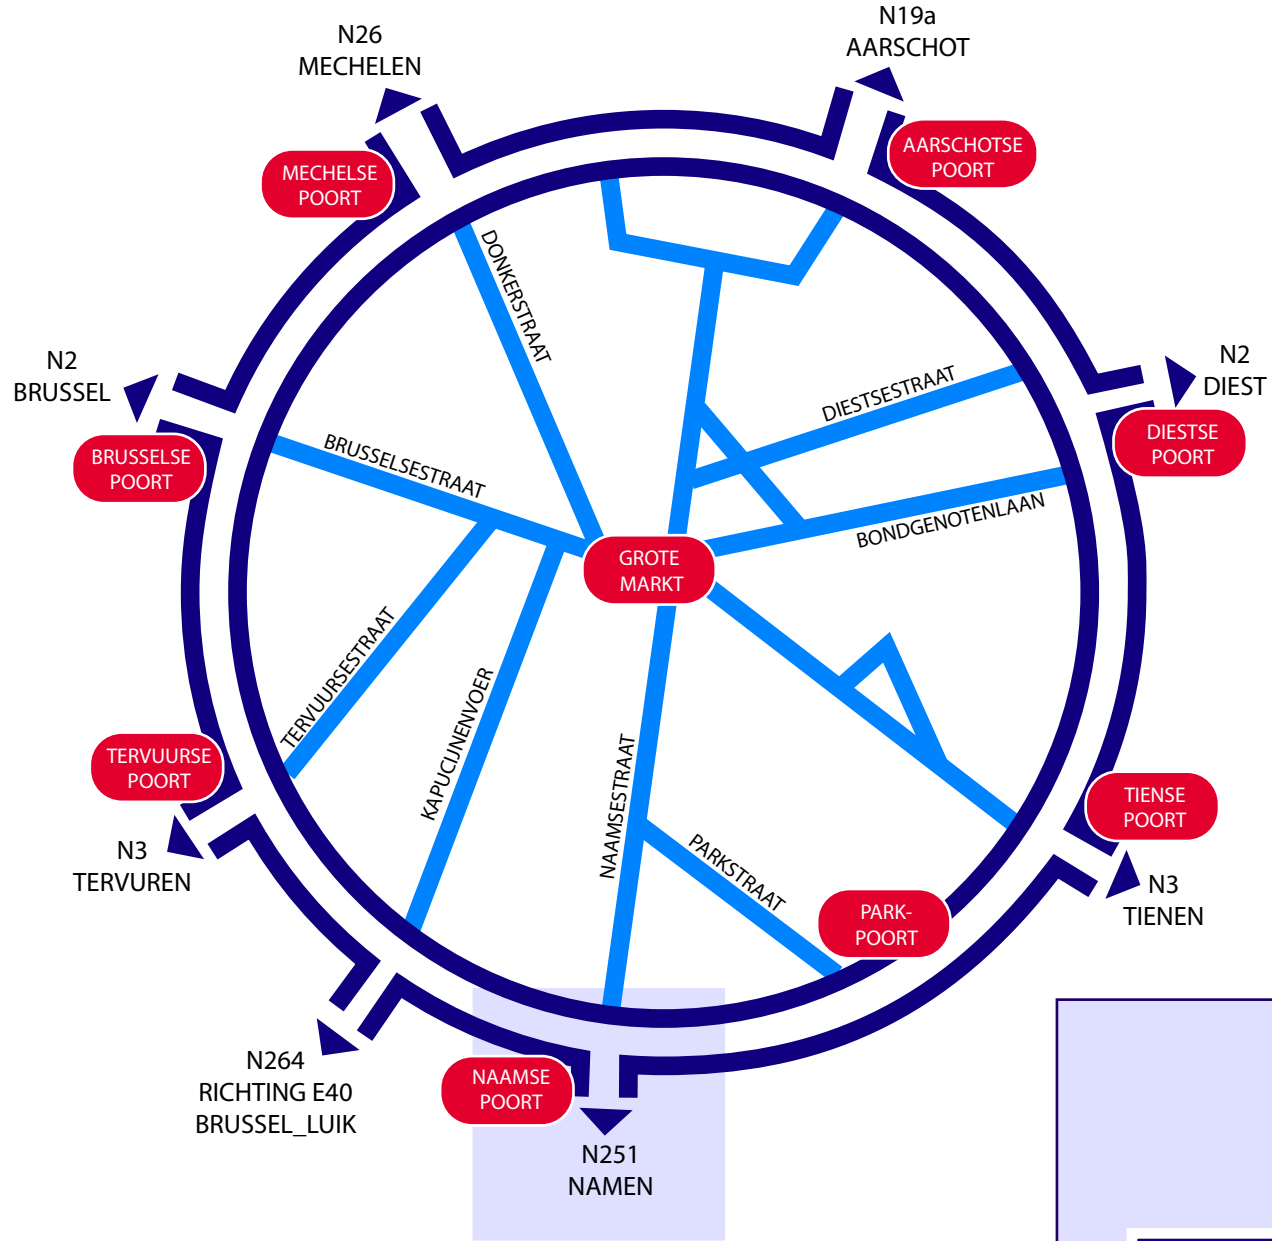 N19a
AARSCHOT
N26
MECHELEN
AARSCHOTSE
POORT
MECHELSE
POORT
DONKERSTRAAT
N2
BRUSSEL
N2
DIEST
DIESTSESTRAAT
BRUSSELSE
POORT
BRUSSELSESTRAAT
DIESTSE
POORT
BONDGENOTENLAAN
GROTE
MARKT
TERVUURSESTRAAT
KAPUCIJNENVOER
NAAMSESTRAAT
TERVUURSE
POORT
N3
TERVUREN
TIENSE
POORT
PARKSTRAAT
N3
TIENEN
PARK-
POORT
N264
RICHTING E40
BRUSSEL_LUIK
NAAMSE
POORT
N251
NAMEN